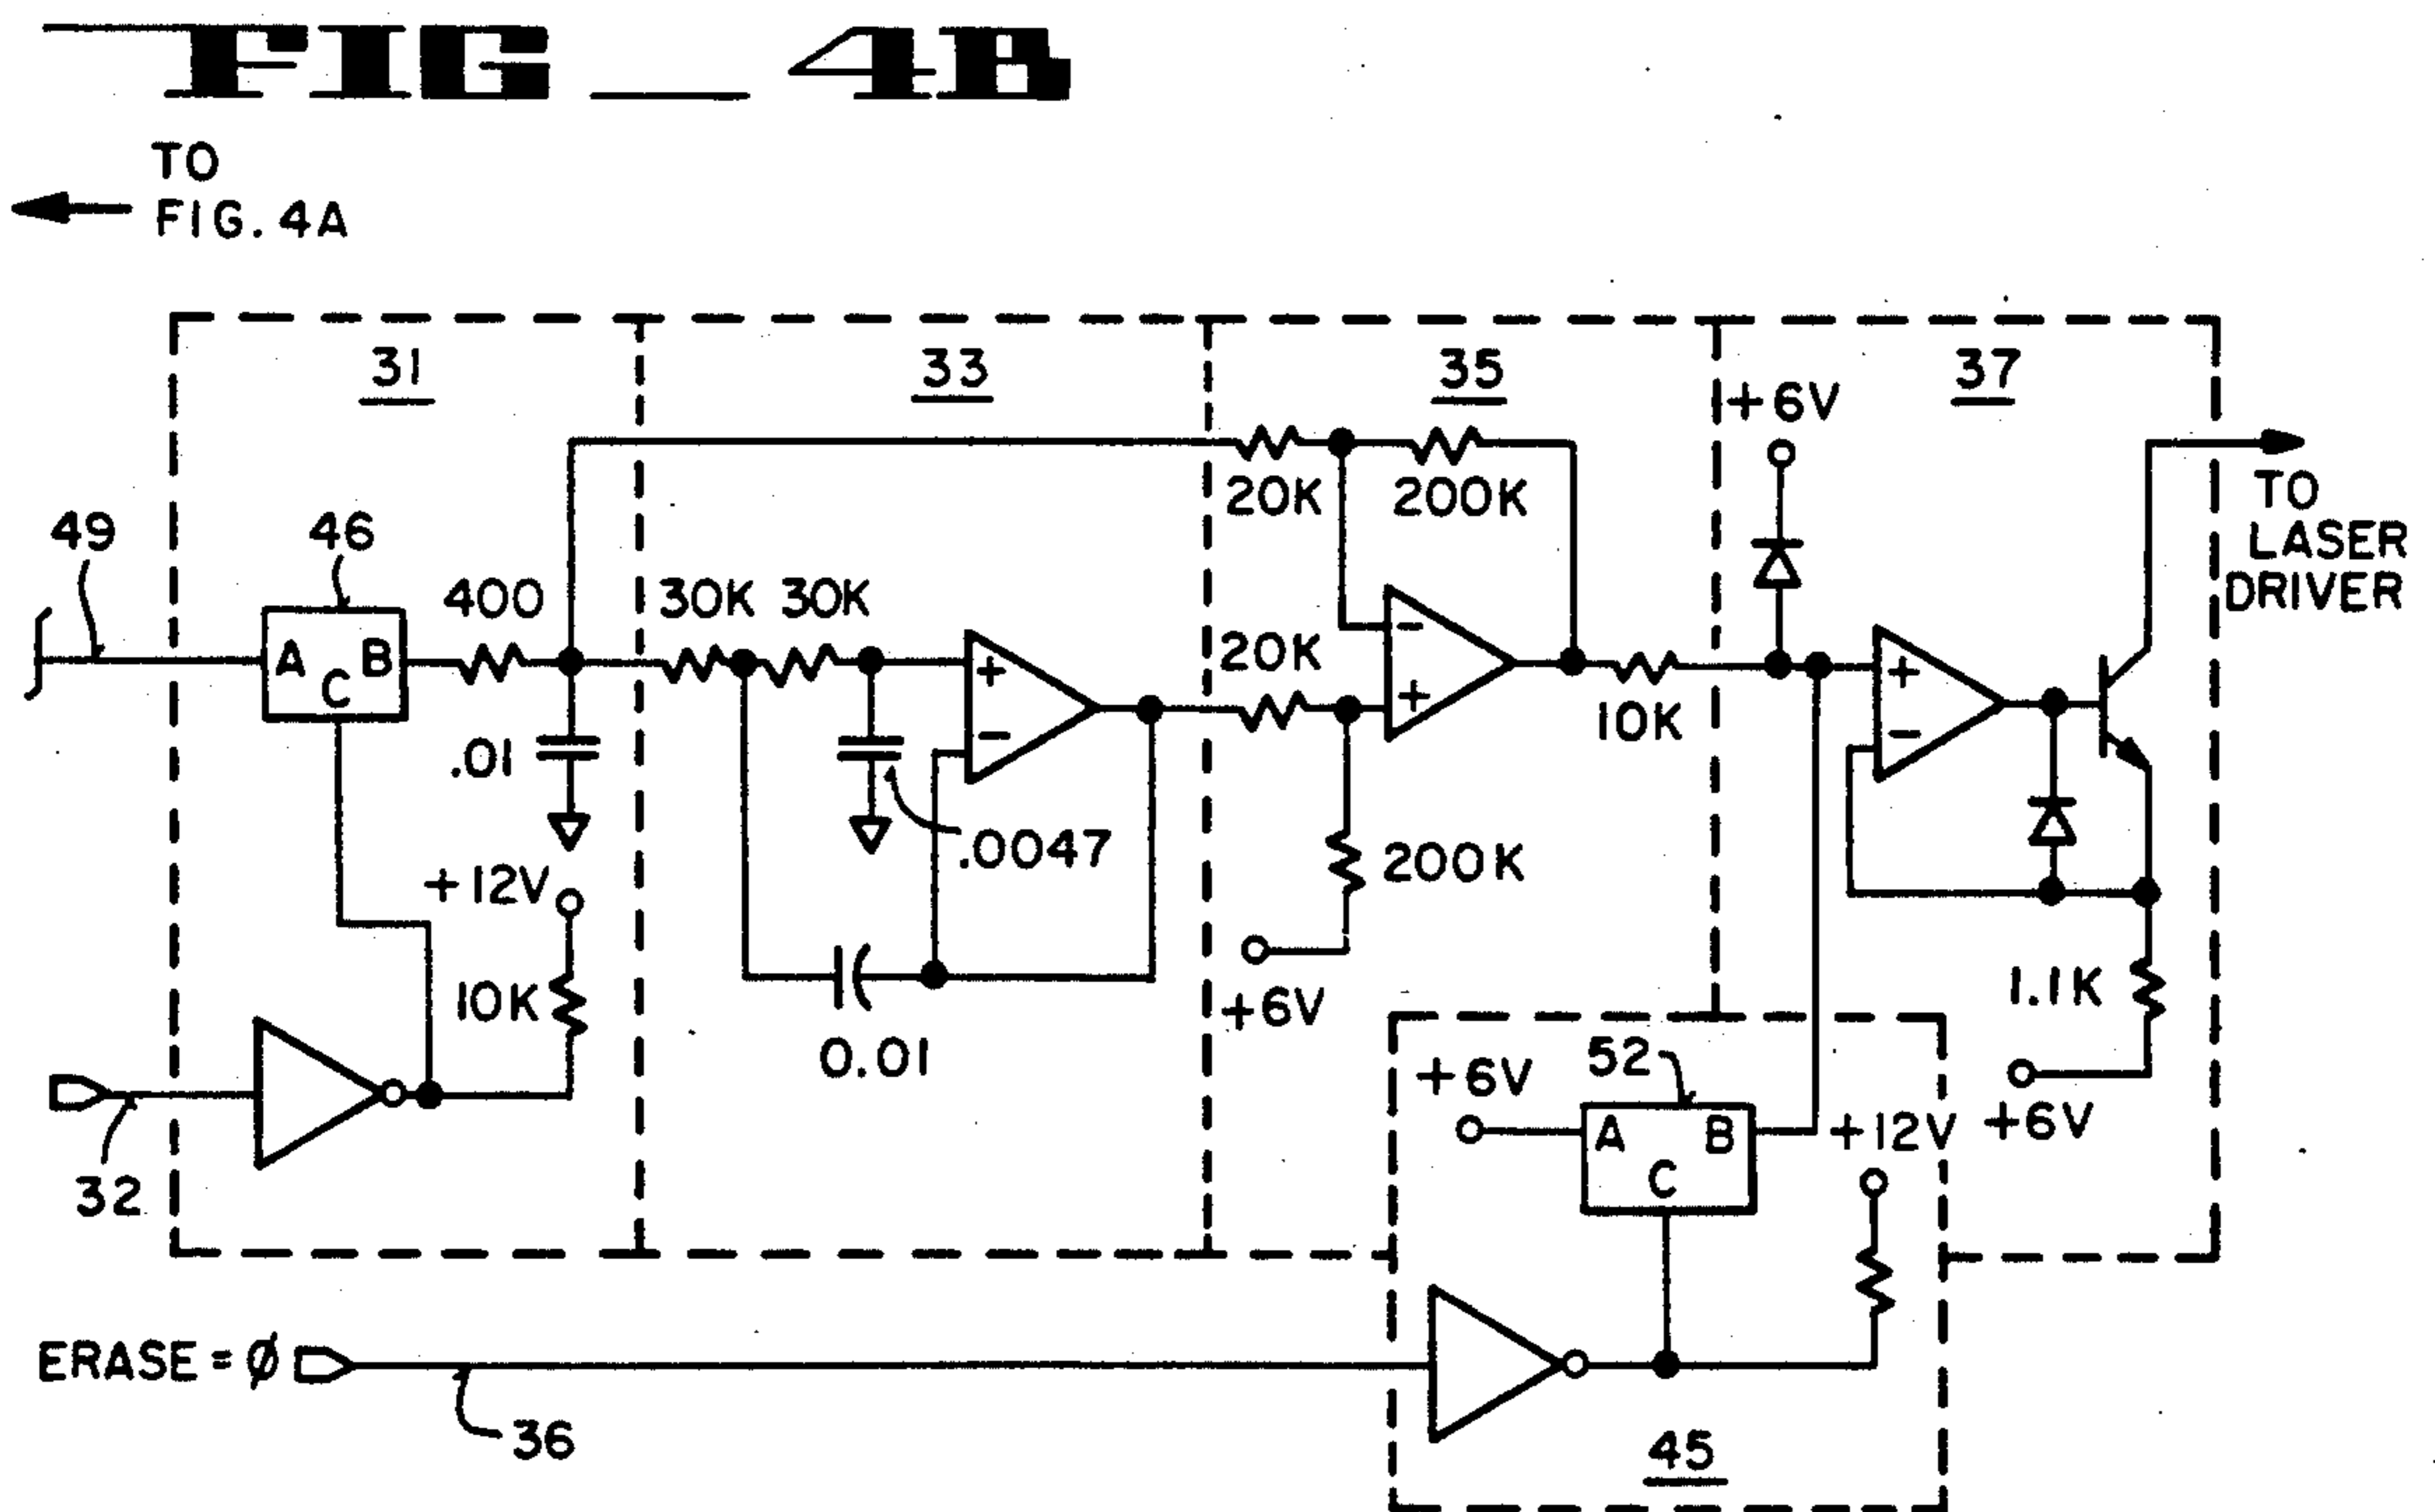 FIG__4B
TO
FIG. 4A
31
33
35
37
+6V
20K
200K
TO
LASER
DRIVER
49
46
400
30K
30K
20K
A
B
C
-
+
+
-
+
-
10K
.01
.0047
200K
+12V
10K
+6V
1.1K
0.01
52
+6V
A
B
C
+12V
+6V
32
ERASE = Ø
36
45